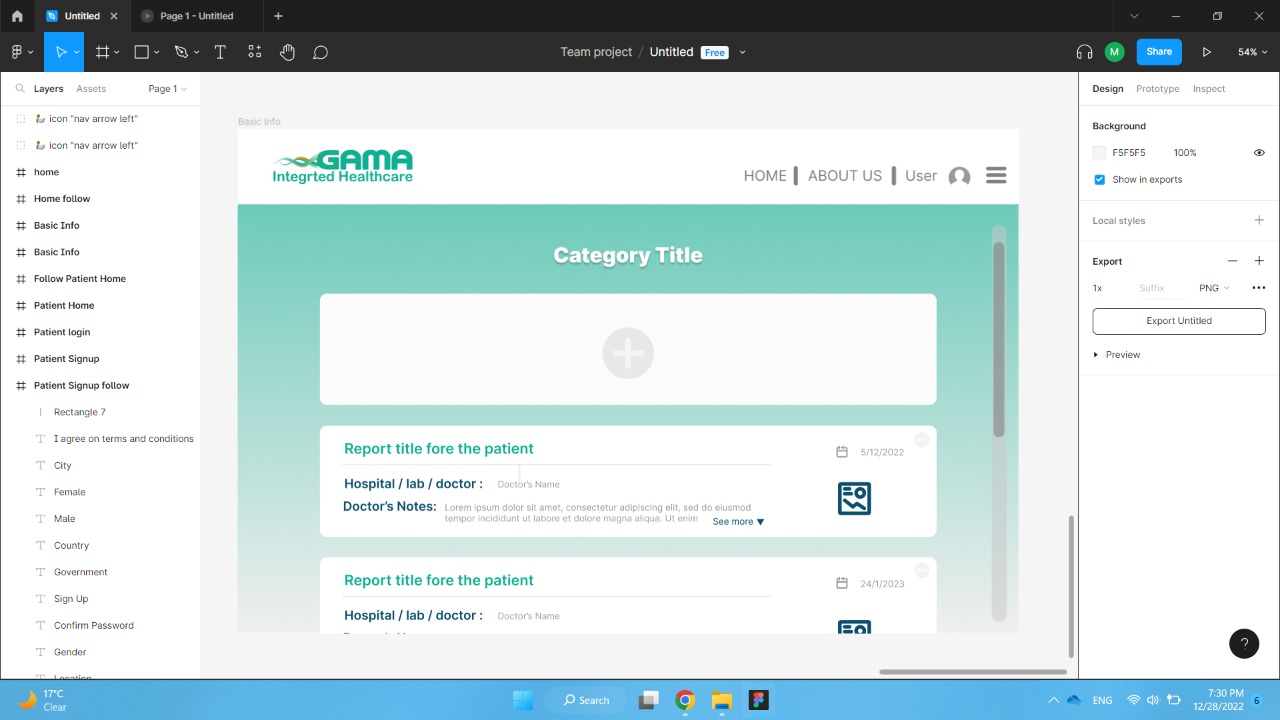 Untitled
Page 1 - Untitled
Team project / Untitled Free
M
Share
54%
Layers
Assets
Page 1
Design
Prototype
Inspect
icon "nav arrow left"
icon "nav arrow left"
home
Home follow
Basic Info
Basic Info
Follow Patient Home
Patient Home
Patient login
Patient Signup
Patient Signup follow
Rectangle 7
I agree on terms and conditions
City
Female
Male
Country
Government
Sign Up
Confirm Password
Gender
Location
Basic Info
GAMA
Integrted Healthcare
HOME
ABOUT US
User
Category Title
Report title fore the patient
5/12/2022
Hospital / lab / doctor :
Doctor's Name
Doctor's Notes:
Lorem ipsum dolor sit amet, consectetur adipiscing elit, sed do eiusmod
tempor incididunt ut labore et dolore magna aliqua. Ut enim
See more ▼
Report title fore the patient
24/1/2023
Hospital / lab / doctor :
Doctor's Name
Background
F5F5F5
100%
Show in exports
Local styles
Export
1x
Suffix
PNG
Export Untitled
Preview
?
17°C
Clear
Search
ENG
7:30 PM
12/28/2022
6